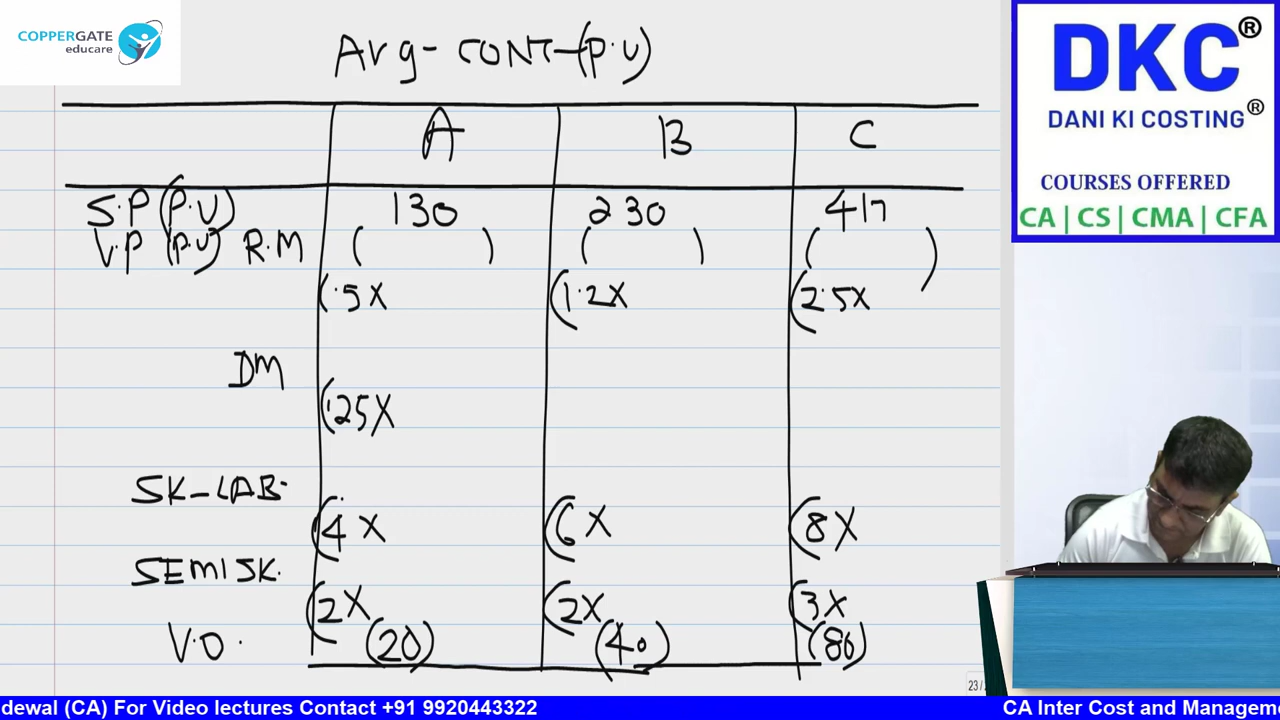 COPPERGATE
educare
Avg - CONT - (P.U)
A B C
S.P (P.U) 130 230 417
V.P (P.U) R.M ( ) ( ) ( )
(.5X (1.2X (2.5X
DM
(.25X
SK-LAB.
(4X (6X (8X
SEMISK.
(2X (2X (3X
V.O. (20) (40) (80)
23/
DKC®
DANI KI COSTING®
COURSES OFFERED
CA | CS | CMA | CFA
dewal (CA) For Video lectures Contact +91 9920443322 CA Inter Cost and Manageme